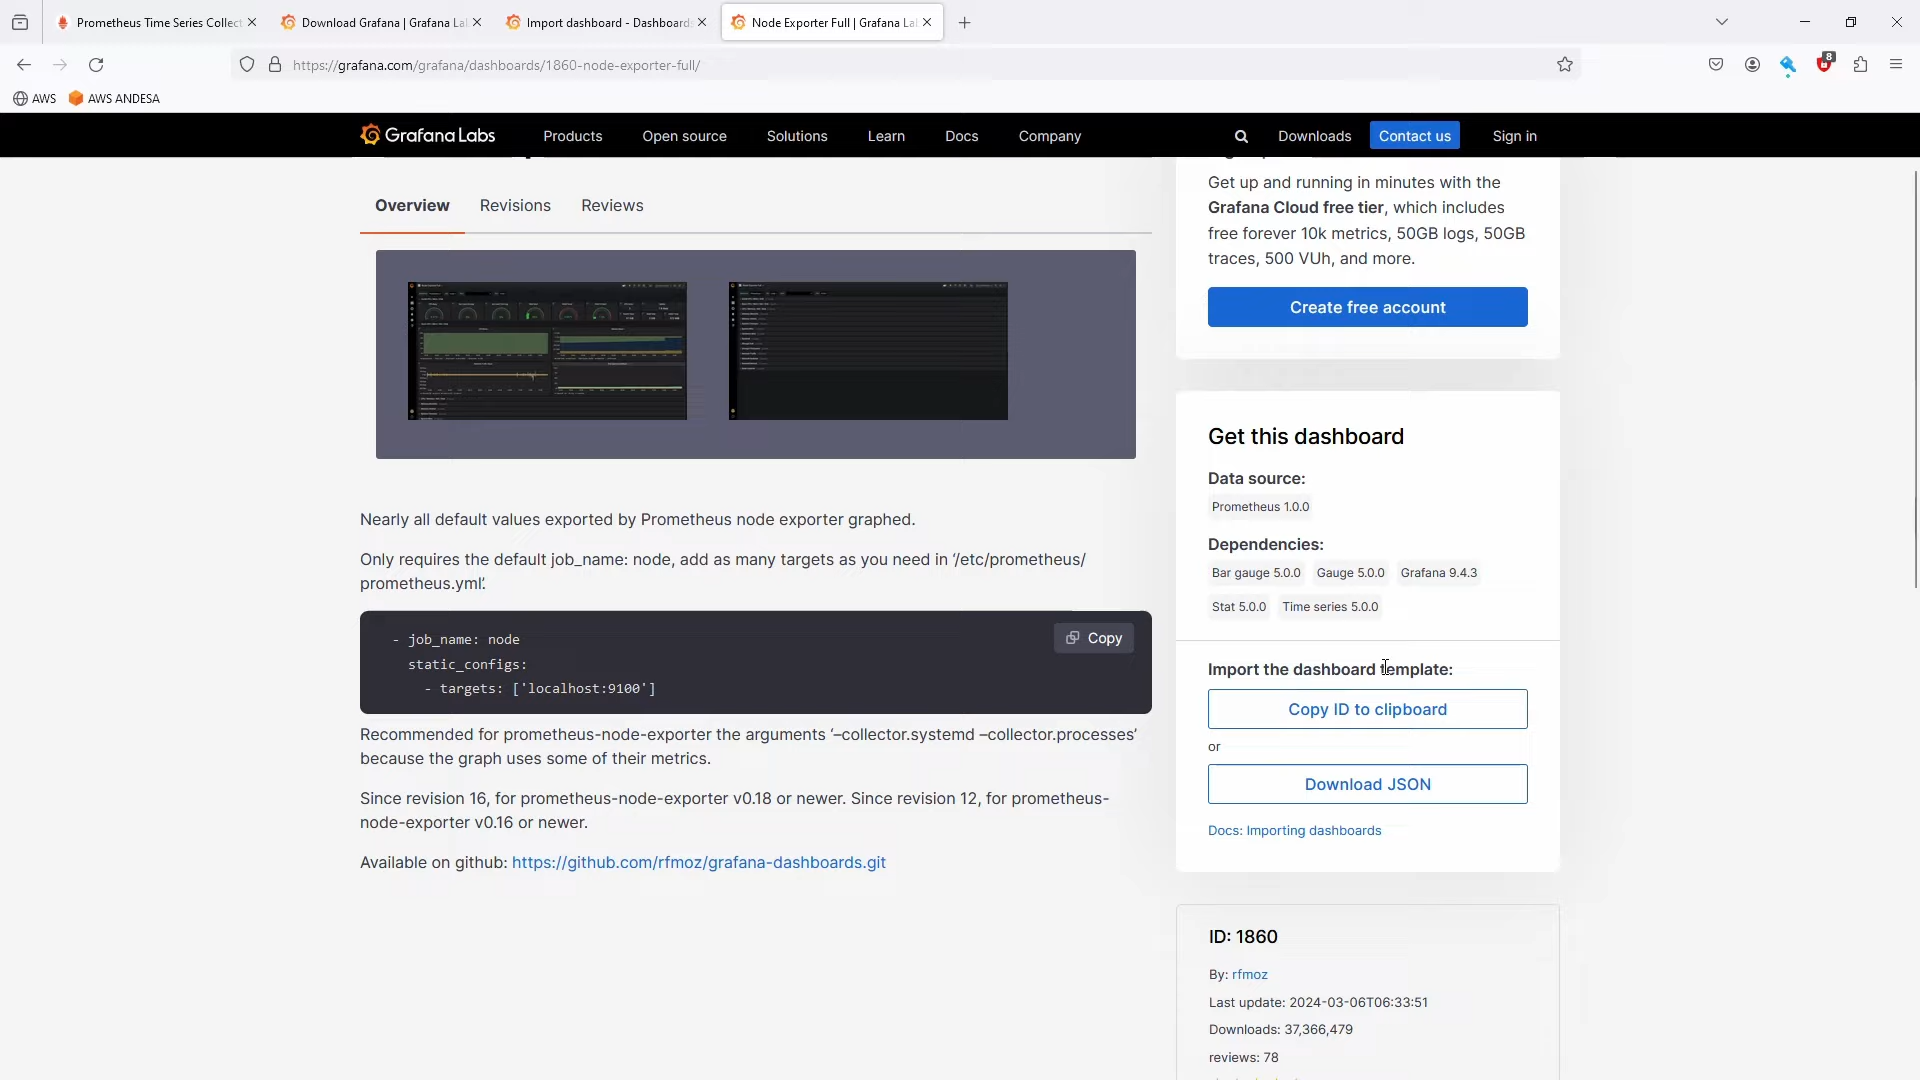 Prometheus Time Series Collect
Download Grafana | Grafana La
Import dashboard - Dashboards
Node Exporter Full | Grafana La
https://grafana.com/grafana/dashboards/1860-node-exporter-full/
8
AWS
AWS ANDESA
Grafana Labs
Products
Open source
Solutions
Learn
Docs
Company
Downloads
Contact us
Sign in
Overview
Revisions
Reviews
Nearly all default values exported by Prometheus node exporter graphed.
Only requires the default job_name: node, add as many targets as you need in ‘/etc/prometheus/
prometheus.yml’.
- job_name: node
static_configs:
- targets: ['localhost:9100']
Copy
Recommended for prometheus-node-exporter the arguments ‘–collector.systemd –collector.processes’
because the graph uses some of their metrics.
Since revision 16, for prometheus-node-exporter v0.18 or newer. Since revision 12, for prometheus-
node-exporter v0.16 or newer.
Available on github: https://github.com/rfmoz/grafana-dashboards.git
Get up and running in minutes with the
Grafana Cloud free tier, which includes
free forever 10k metrics, 50GB logs, 50GB
traces, 500 VUh, and more.
Create free account
Get this dashboard
Data source:
Prometheus 1.0.0
Dependencies:
Bar gauge 5.0.0
Gauge 5.0.0
Grafana 9.4.3
Stat 5.0.0
Time series 5.0.0
Import the dashboard template:
Copy ID to clipboard
or
Download JSON
Docs: Importing dashboards
ID: 1860
By: rfmoz
Last update: 2024-03-06T06:33:51
Downloads: 37,366,479
reviews: 78